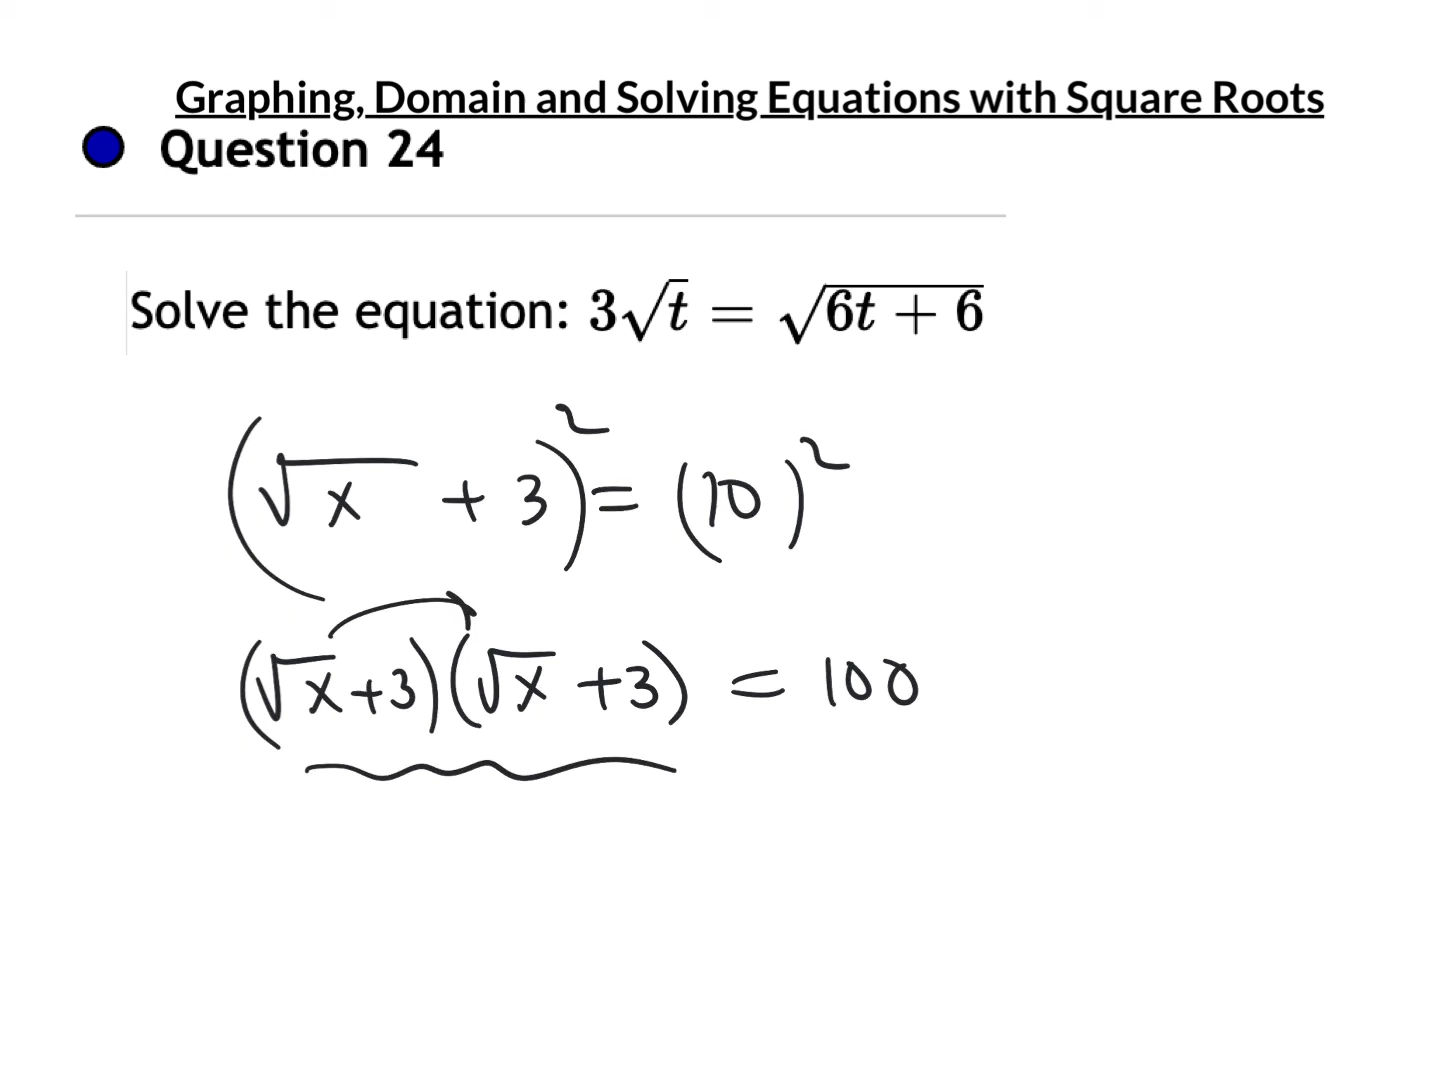 Graphing, Domain and Solving Equations with Square Roots
Question 24
Solve the equation: 3√t = √(6t + 6)
(√x + 3)² = (10)²
(√x + 3)(√x + 3) = 100